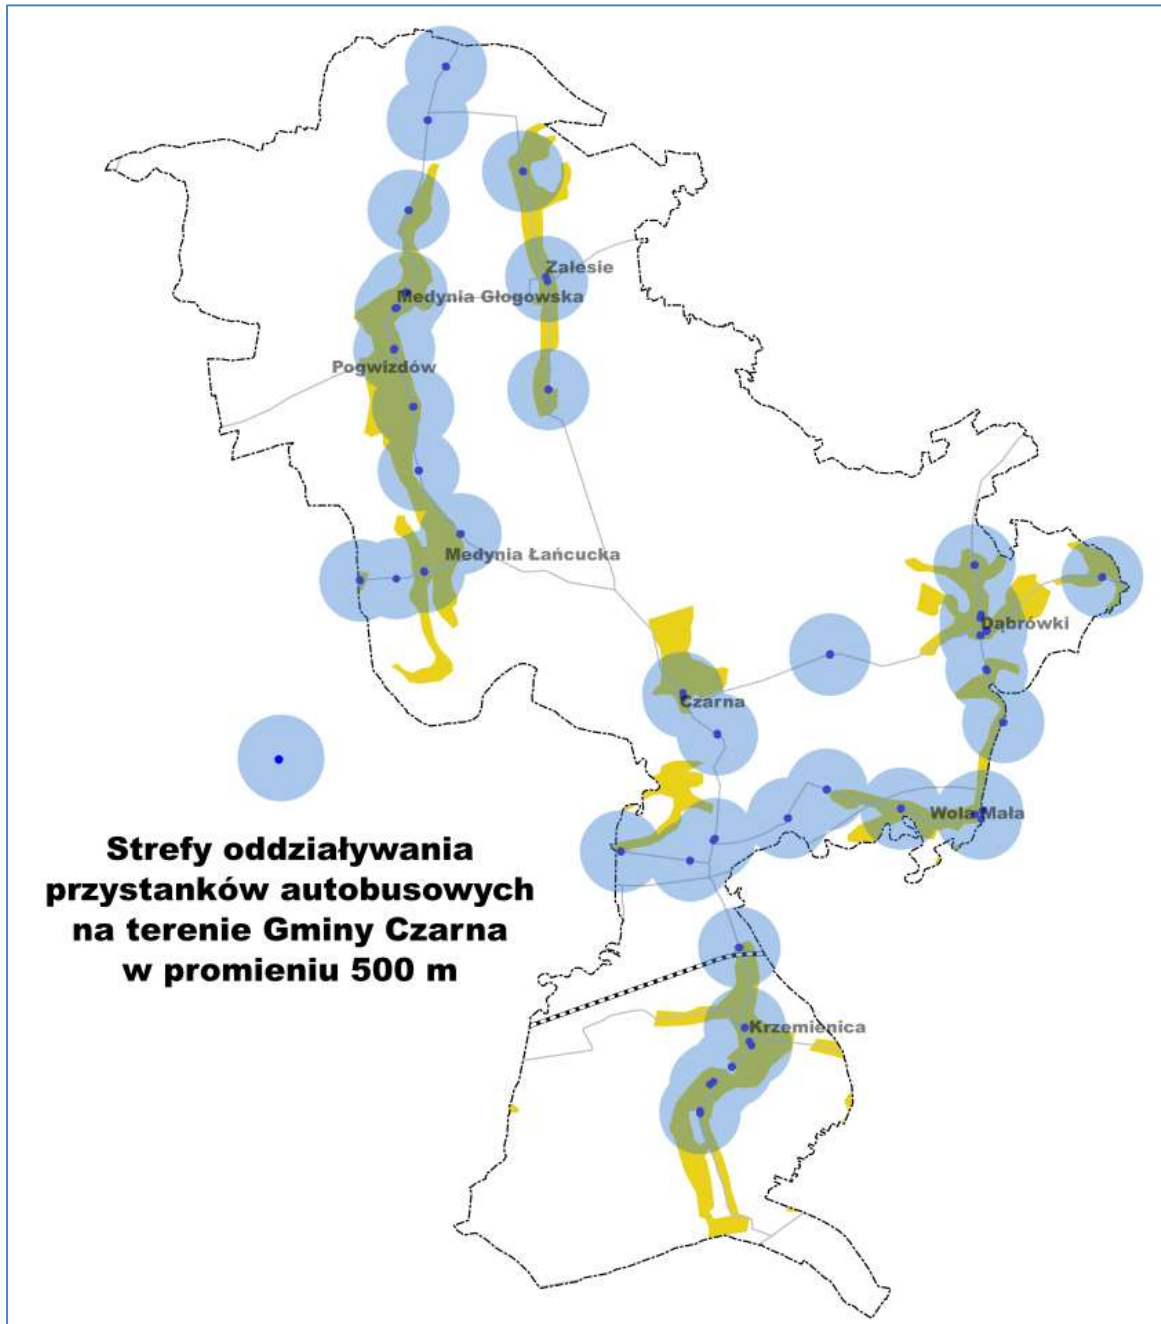 Zalesie
Medynia Głogowska
Pogwizdów
Medynia Łańcucka
Dąbrówki
Czarna
Wola Mała
Strefy oddziaływania
przystanków autobusowych
na terenie Gminy Czarna
w promieniu 500 m
Krzemienica